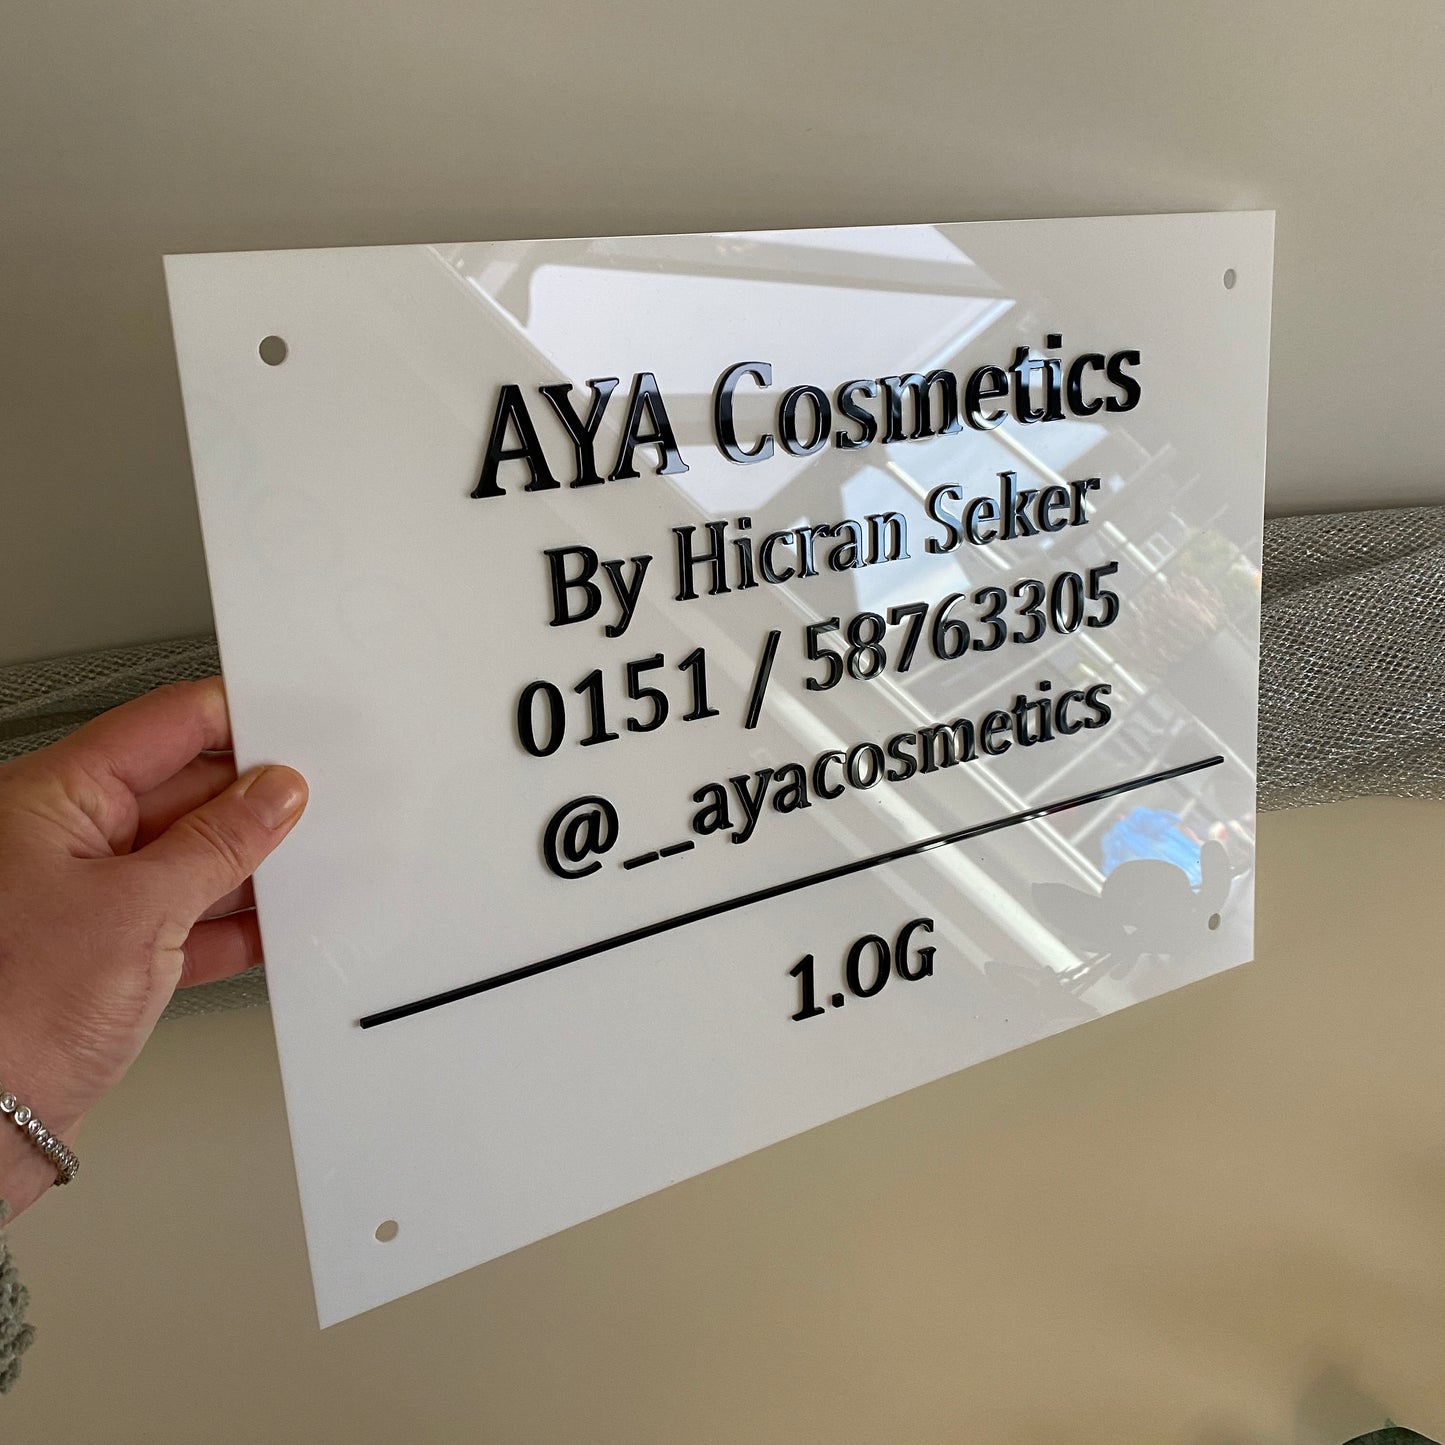 AYA Cosmetics
By Hicran Seker
0151 / 58763305
@__ayacosmetics
1.OG